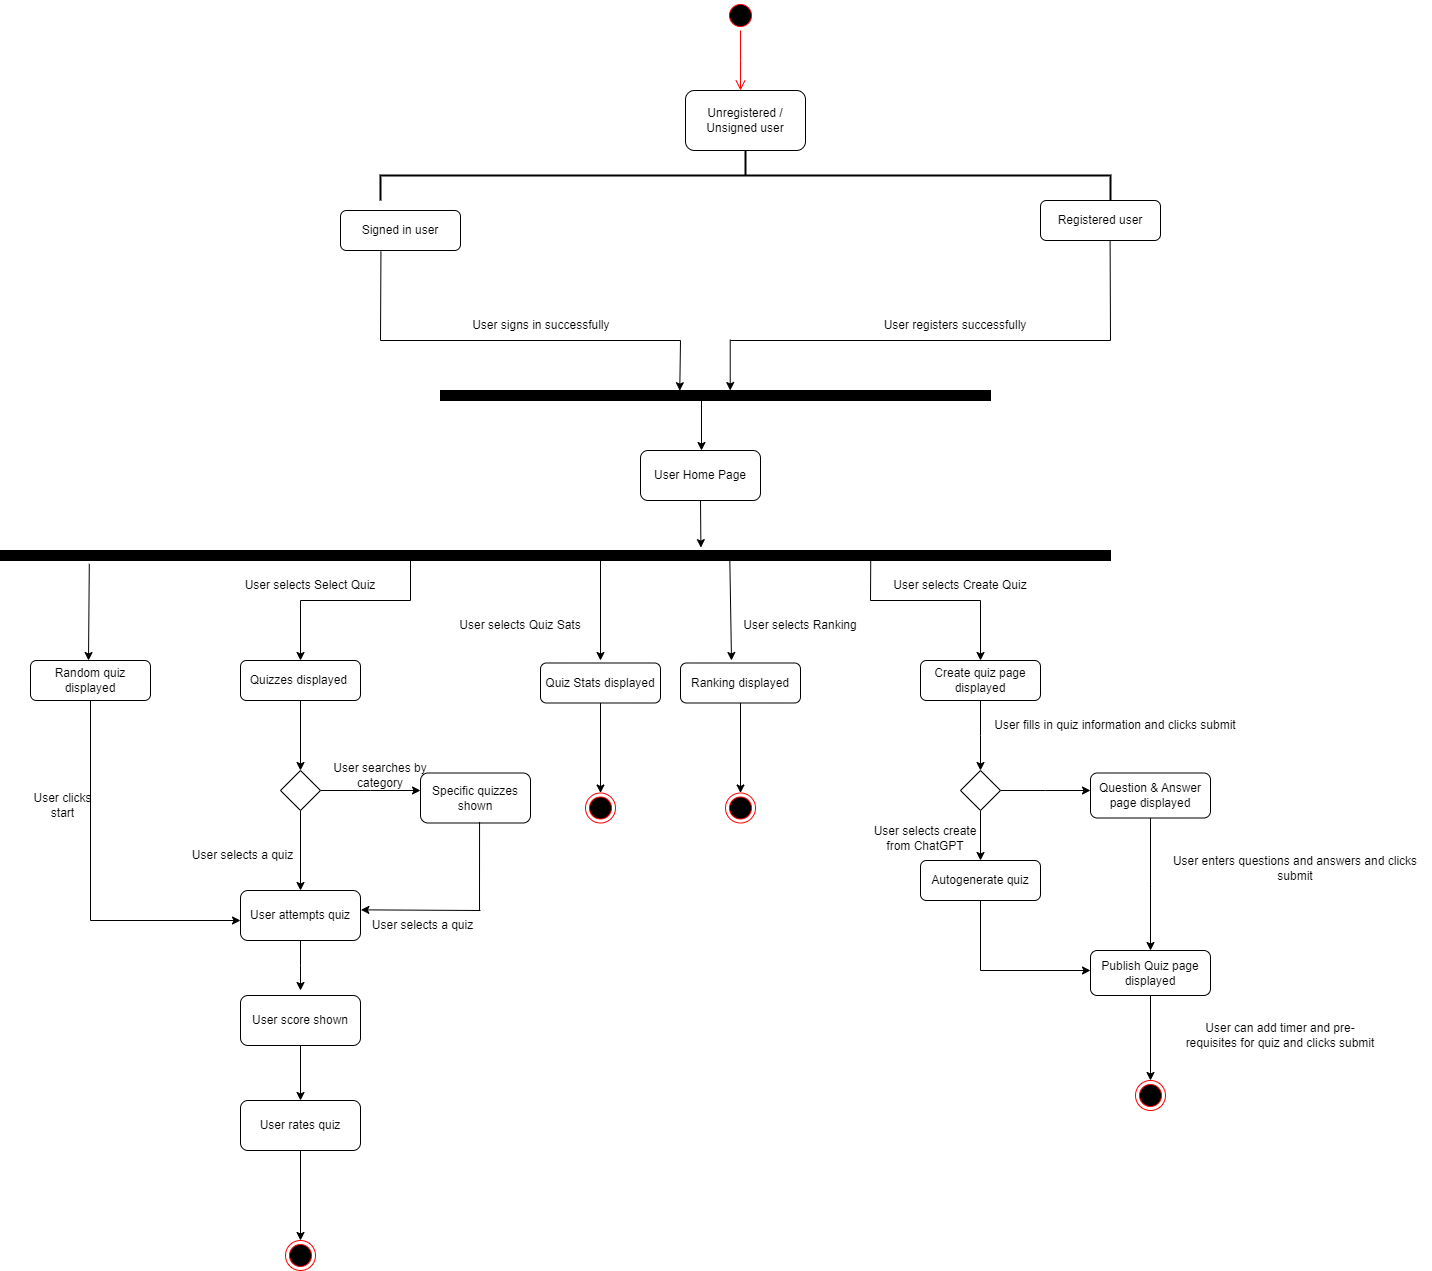 Unregistered /
Unsigned user
Signed in user
Registered user
User signs in successfully
User registers successfully
User Home Page
User selects Select Quiz
User selects Create Quiz
User selects Quiz Sats
User selects Ranking
Random quiz
displayed
Quizzes displayed
Quiz Stats displayed
Ranking displayed
Create quiz page
displayed
User fills in quiz information and clicks submit
User searches by
category
Specific quizzes
shown
Question & Answer
page displayed
User clicks
start
User selects a quiz
User selects create
from ChatGPT
User enters questions and answers and clicks
submit
Autogenerate quiz
User attempts quiz
User selects a quiz
Publish Quiz page
displayed
User score shown
User can add timer and pre-
requisites for quiz and clicks submit
User rates quiz